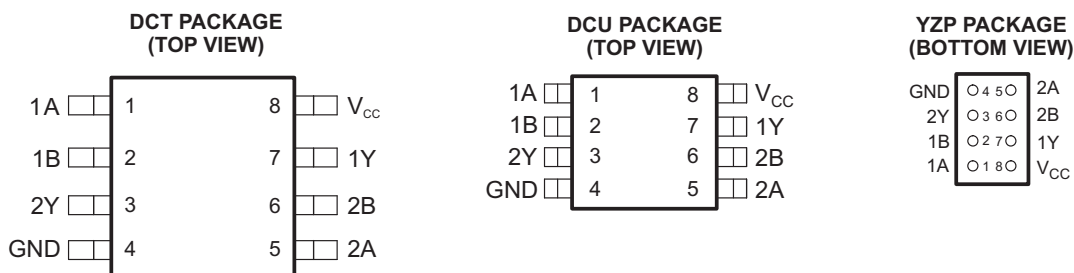 DCT PACKAGE
(TOP VIEW)
1A 1 8 VCC
1B 2 7 1Y
2Y 3 6 2B
GND 4 5 2A
DCU PACKAGE
(TOP VIEW)
1A 1 8 VCC
1B 2 7 1Y
2Y 3 6 2B
GND 4 5 2A
YZP PACKAGE
(BOTTOM VIEW)
GND 4 5 2A
2Y 3 6 2B
1B 2 7 1Y
1A 1 8 VCC